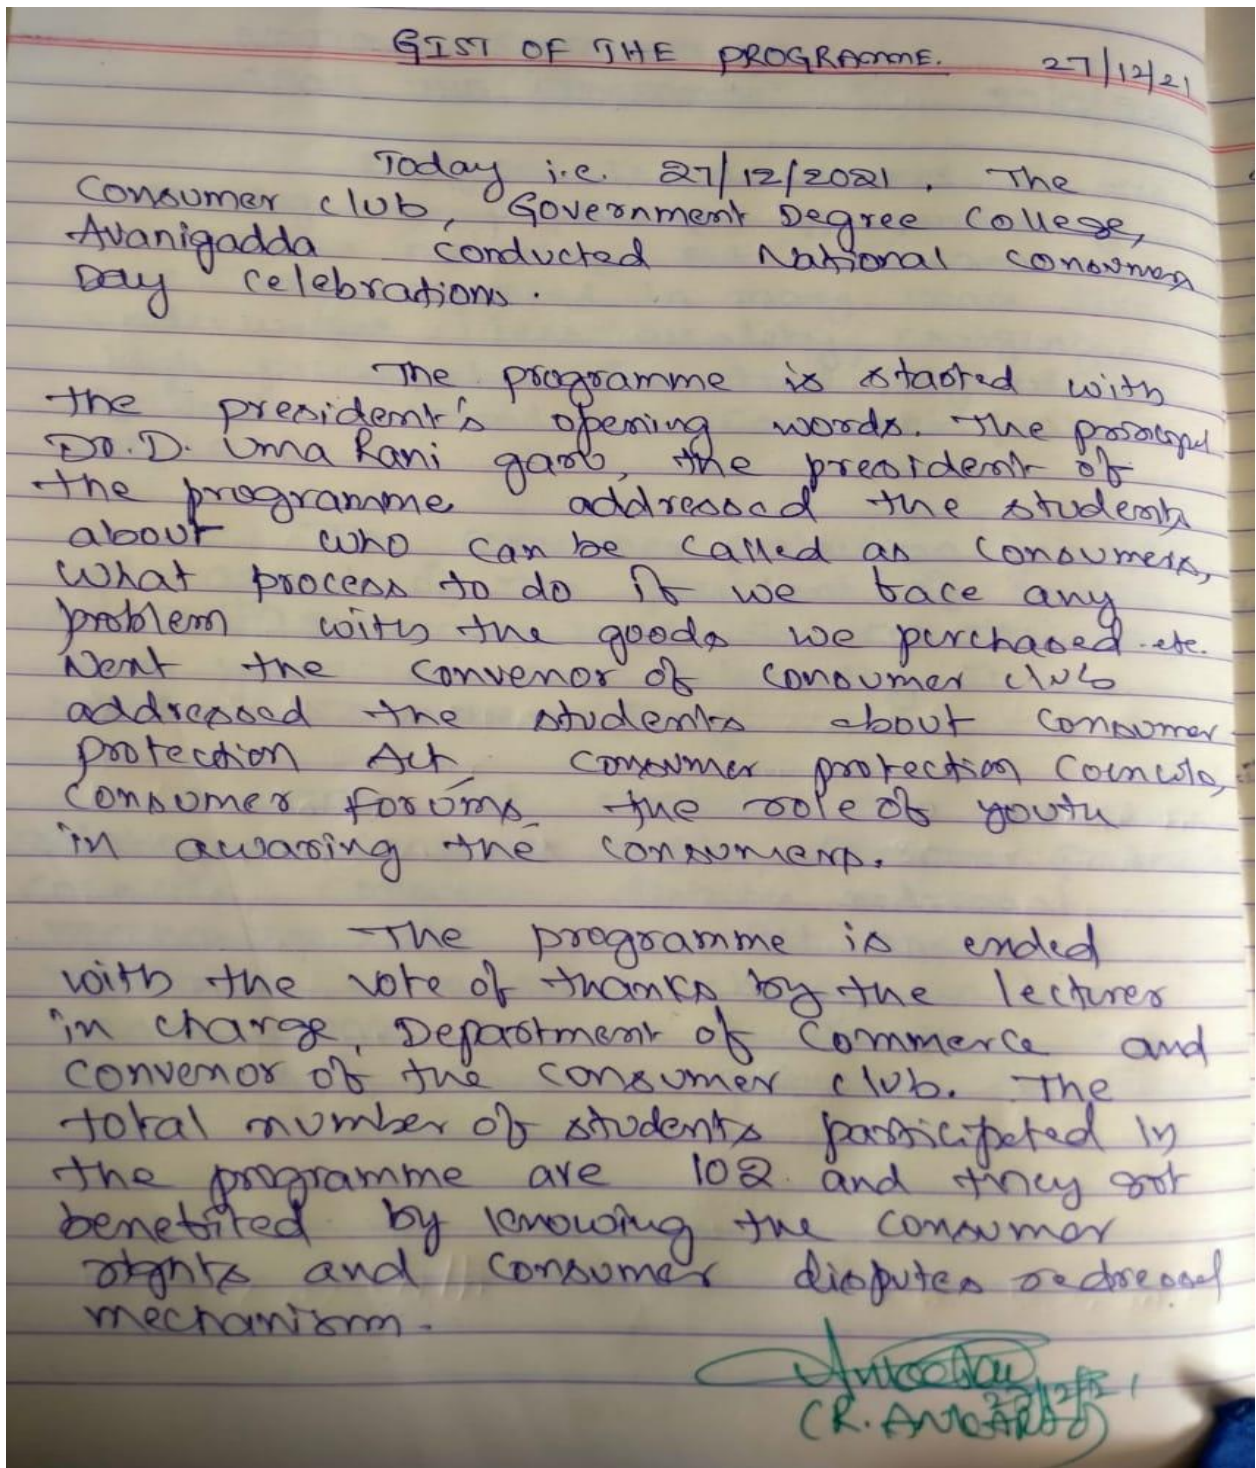 GIST OF THE PROGRAMME. 27/12/21
Today i.e. 27/12/2021. The
Consumer club, Government Degree College,
Avanigadda conducted National Consumer
Day celebrations.
The programme is started with
the president's opening words. The principal
Dr. D. Uma Rani garu, the president of
the programme addressed the students
about who can be called as consumers,
what process to do if we face any
problem with the goods we purchased etc.
Next the convenor of consumer club
addressed the students about consumer
protection Act, consumer protection Councils,
Consumer forums, the role of youth
in awaring the consumers.
The programme is ended
with the vote of thanks by the lecturer
in charge, Department of Commerce and
convenor of the consumer club. The
total number of students participated in
the programme are 102 and they got
benefited by knowing the consumer
rights and consumer disputes redressal
mechanism.